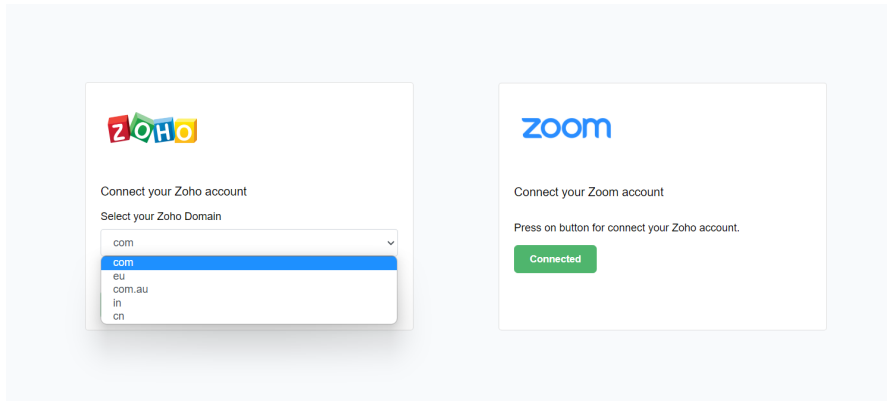 ZOHO
Connect your Zoho account
Select your Zoho Domain
com
com
eu
com.au
in
cn
zoom
Connect your Zoom account
Press on button for connect your Zoho account.
Connected